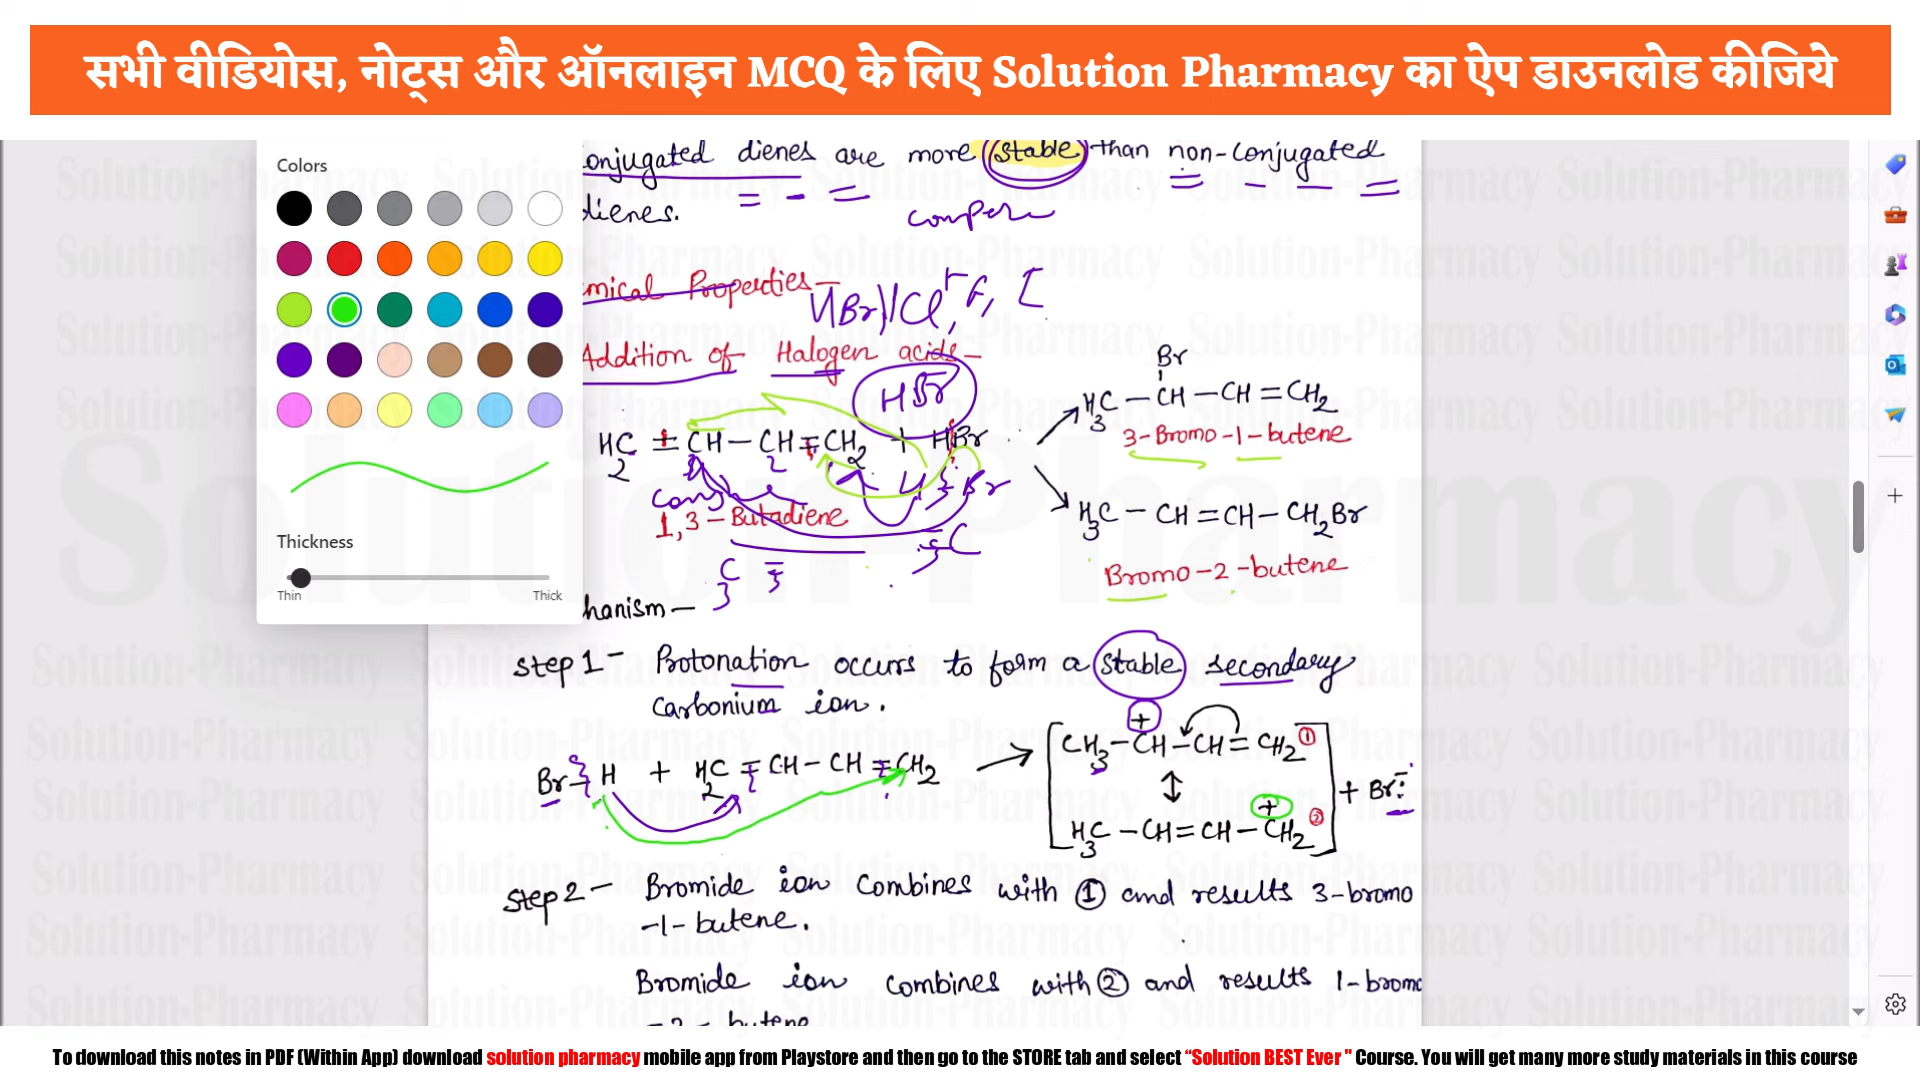 सभी वीडियोस, नोट्स और ऑनलाइन MCQ के लिए Solution Pharmacy का ऐप डाउनलोड कीजिये
Colors
Thickness
Thin
Thick
onjugated dienes are more stable than non-conjugated
dienes.
mical Properties–
HBr
Addition of Halogen acids–
HBr
H2C = CH – CH = CH2 + HBr
1,3 – Butadiene
Br
H3C – CH – CH = CH2
3-Bromo-1-butene
H3C – CH = CH – CH2Br
Bromo-2-butene
hanism –
Step 1 – Protonation occurs to form a stable secondary
Carbonium ion.
Br – H + H2C = CH – CH = CH2
CH3 – CH – CH = CH2 ①
+
H3C – CH = CH – CH2 ②
+
+ Br:–
Step 2 – Bromide ion combines with ① and results 3-bromo
-1-butene.
Bromide ion combines with ② and results 1-bromo
-2-butene
Solution-Pharmacy
To download this notes in PDF (Within App) download solution pharmacy mobile app from Playstore and then go to the STORE tab and select “Solution BEST Ever " Course. You will get many more study materials in this course